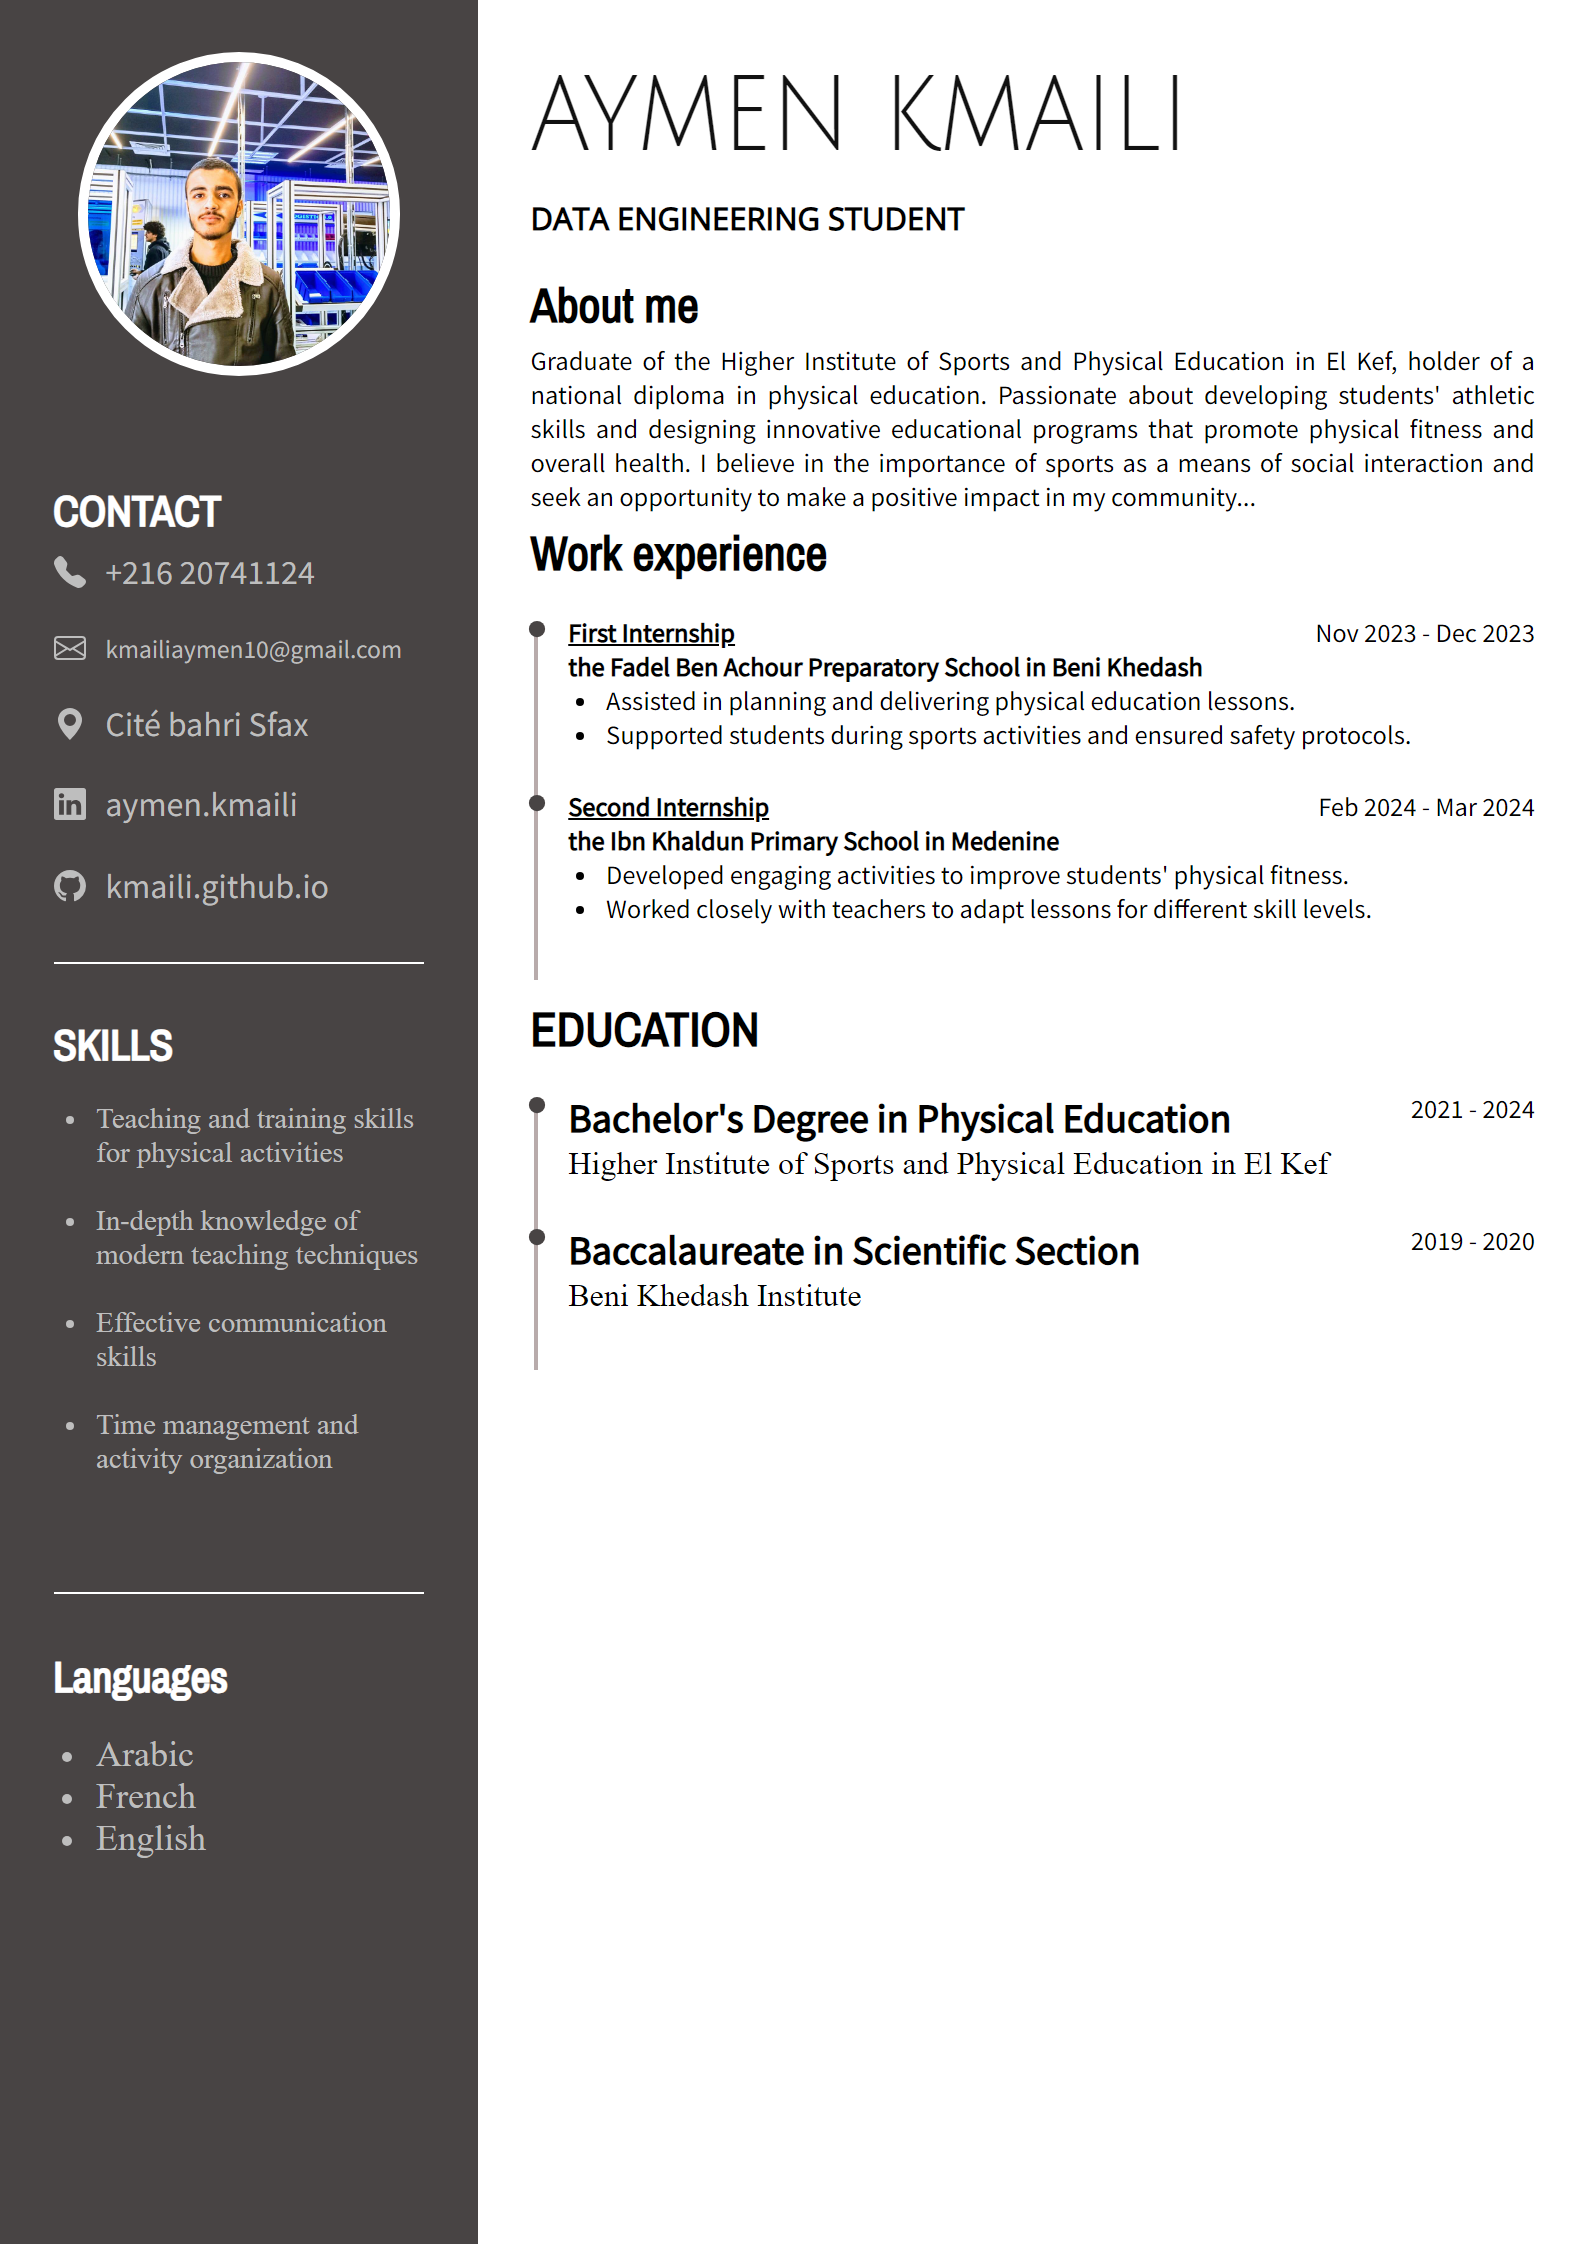 CONTACT
+216 20741124
kmailiaymen10@gmail.com
Cité bahri Sfax
aymen.kmaili
kmaili.github.io
SKILLS
• Teaching and training skills
for physical activities
• In-depth knowledge of
modern teaching techniques
• Effective communication
skills
• Time management and
activity organization
Languages
• Arabic
• French
• English
AYMEN KMAILI
DATA ENGINEERING STUDENT
About me
Graduate of the Higher Institute of Sports and Physical Education in El Kef, holder of a
national diploma in physical education. Passionate about developing students' athletic
skills and designing innovative educational programs that promote physical fitness and
overall health. I believe in the importance of sports as a means of social interaction and
seek an opportunity to make a positive impact in my community...
Work experience
First Internship Nov 2023 - Dec 2023
the Fadel Ben Achour Preparatory School in Beni Khedash
• Assisted in planning and delivering physical education lessons.
• Supported students during sports activities and ensured safety protocols.
Second Internship Feb 2024 - Mar 2024
the Ibn Khaldun Primary School in Medenine
• Developed engaging activities to improve students' physical fitness.
• Worked closely with teachers to adapt lessons for different skill levels.
EDUCATION
Bachelor's Degree in Physical Education 2021 - 2024
Higher Institute of Sports and Physical Education in El Kef
Baccalaureate in Scientific Section 2019 - 2020
Beni Khedash Institute